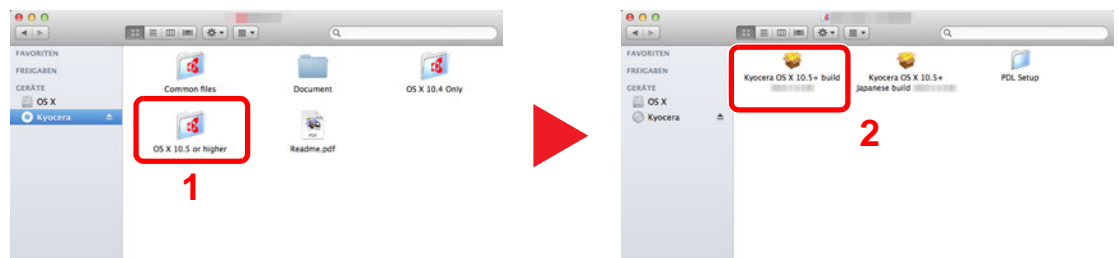 FAVORITEN
FREIGABEN
GERÄTE
OS X
Kyocera
Common files
Document
OS X 10.4 Only
OS X 10.5 or higher
PDF
Readme.pdf
1
FAVORITEN
FREIGABEN
GERÄTE
OS X
Kyocera
Kyocera OS X 10.5+ build
Kyocera OS X 10.5+
Japanese build
PDL Setup
2